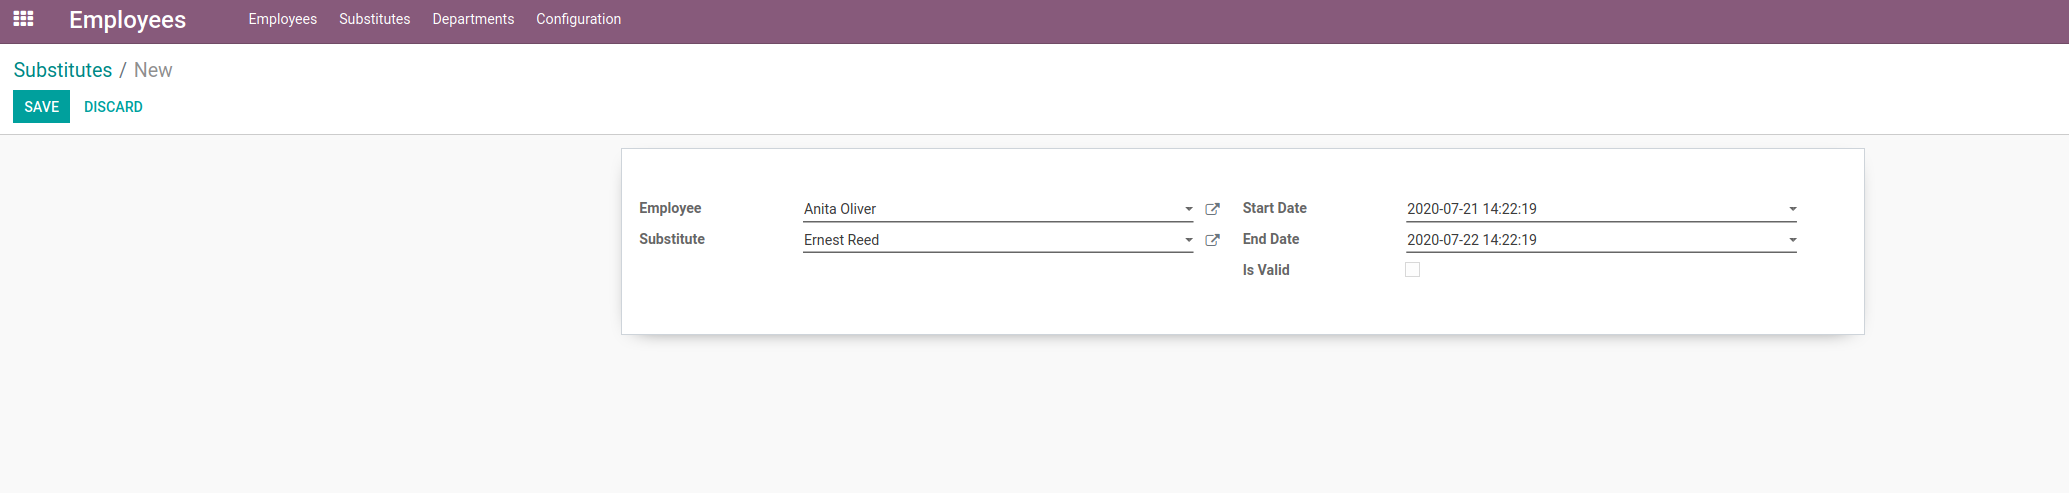 Employees Employees Substitutes Departments Configuration
Substitutes / New
SAVE DISCARD
Employee Anita Oliver Start Date 2020-07-21 14:22:19
Substitute Ernest Reed End Date 2020-07-22 14:22:19
Is Valid